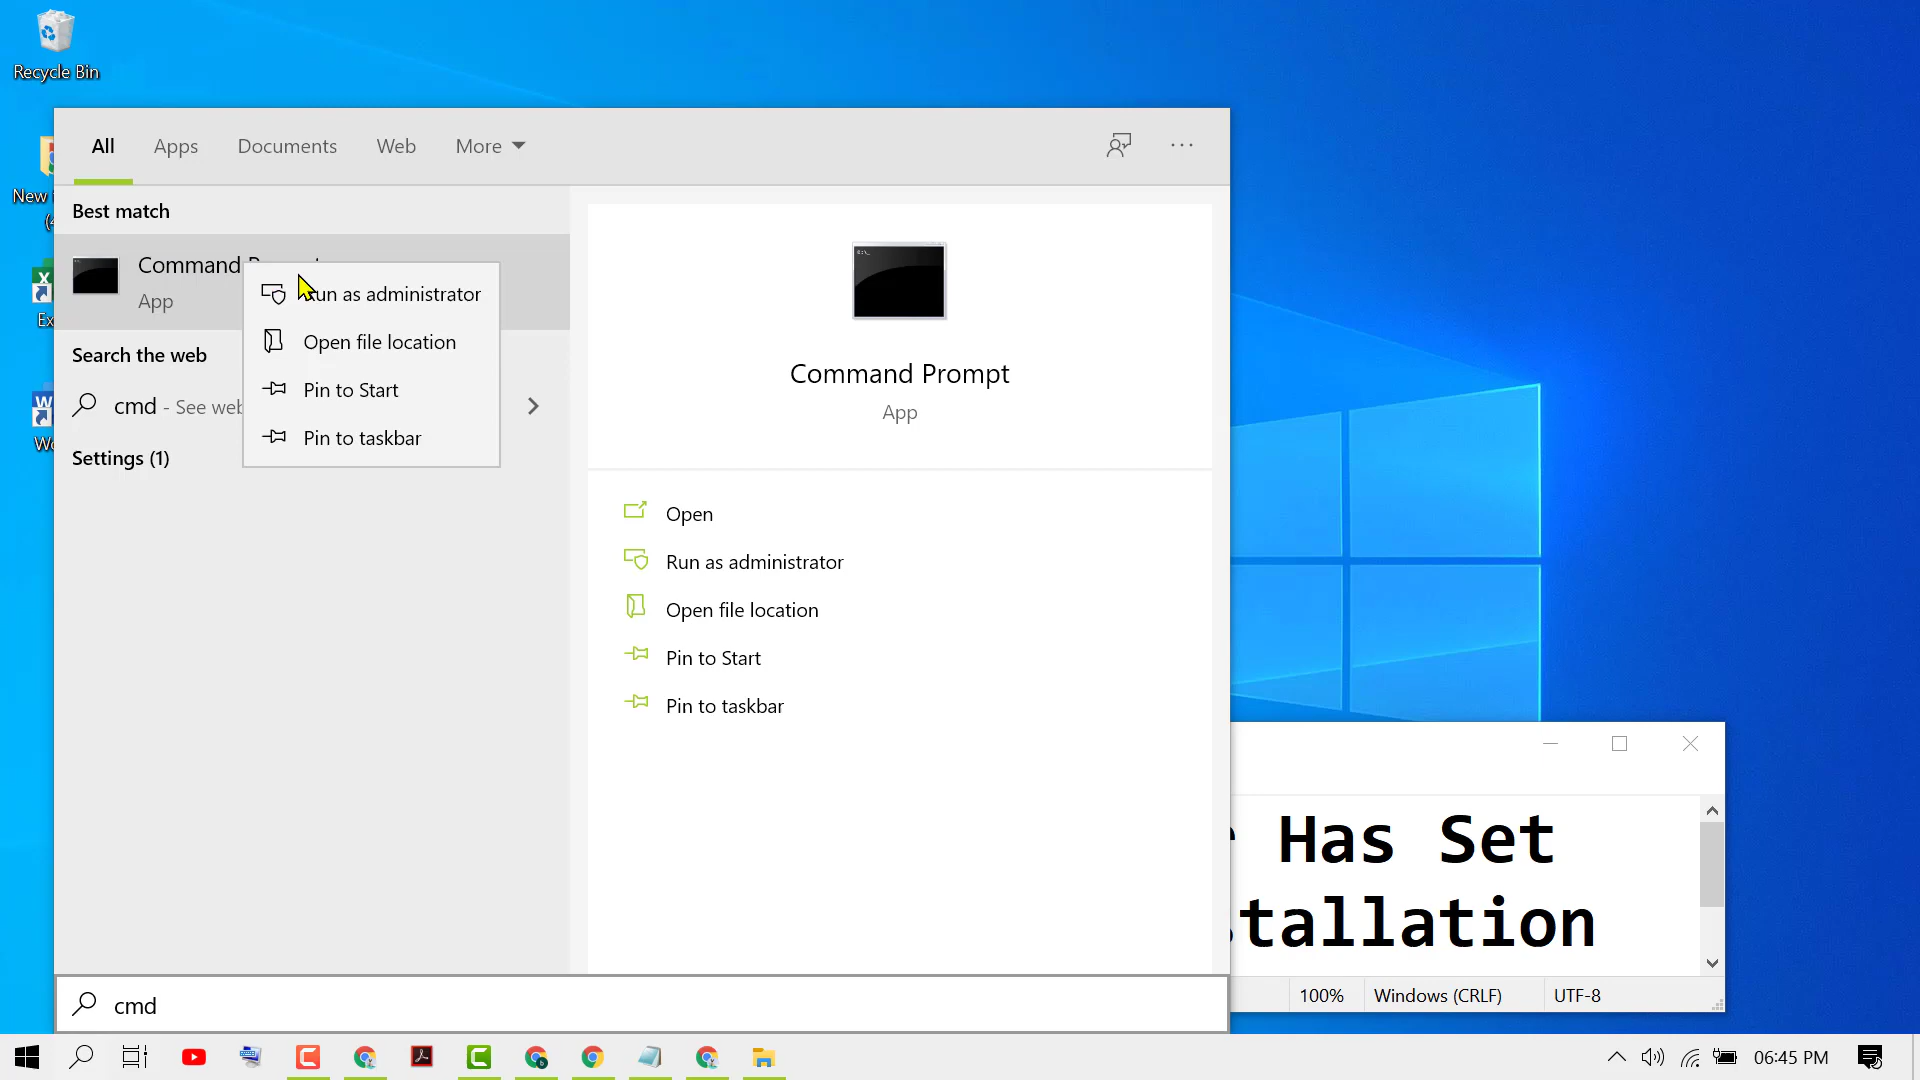 Recycle Bin
All
Apps
Documents
Web
More
Best match
Command
App
Run as administrator
Open file location
Pin to Start
Pin to taskbar
Search the web
cmd - See web
Settings (1)
Command Prompt
App
Open
Run as administrator
Open file location
Pin to Start
Pin to taskbar
New
Has Set
stallation
100%
Windows (CRLF)
UTF-8
cmd
06:45 PM